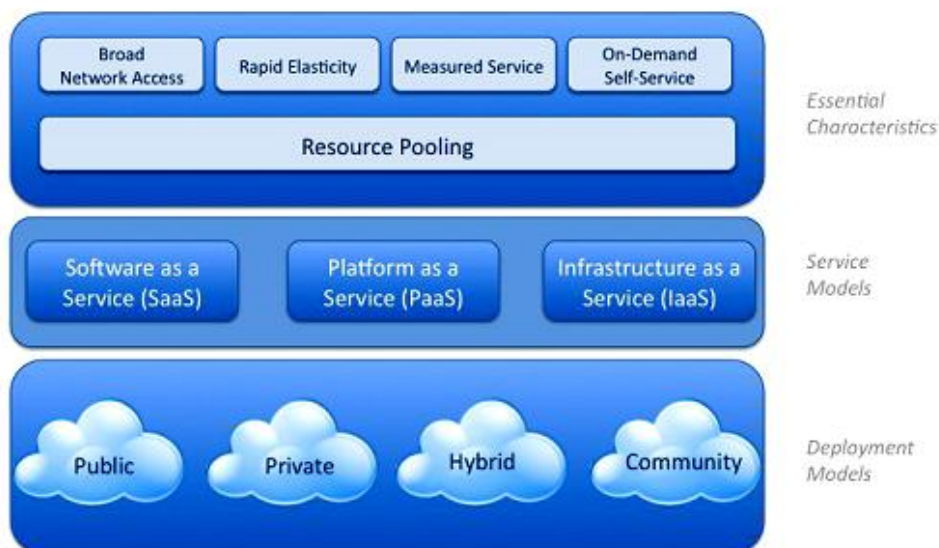 Broad
Network Access
Rapid Elasticity
Measured Service
On-Demand
Self-Service
Resource Pooling
Essential
Characteristics
Software as a
Service (SaaS)
Platform as a
Service (PaaS)
Infrastructure as a
Service (IaaS)
Service
Models
Public
Private
Hybrid
Community
Deployment
Models